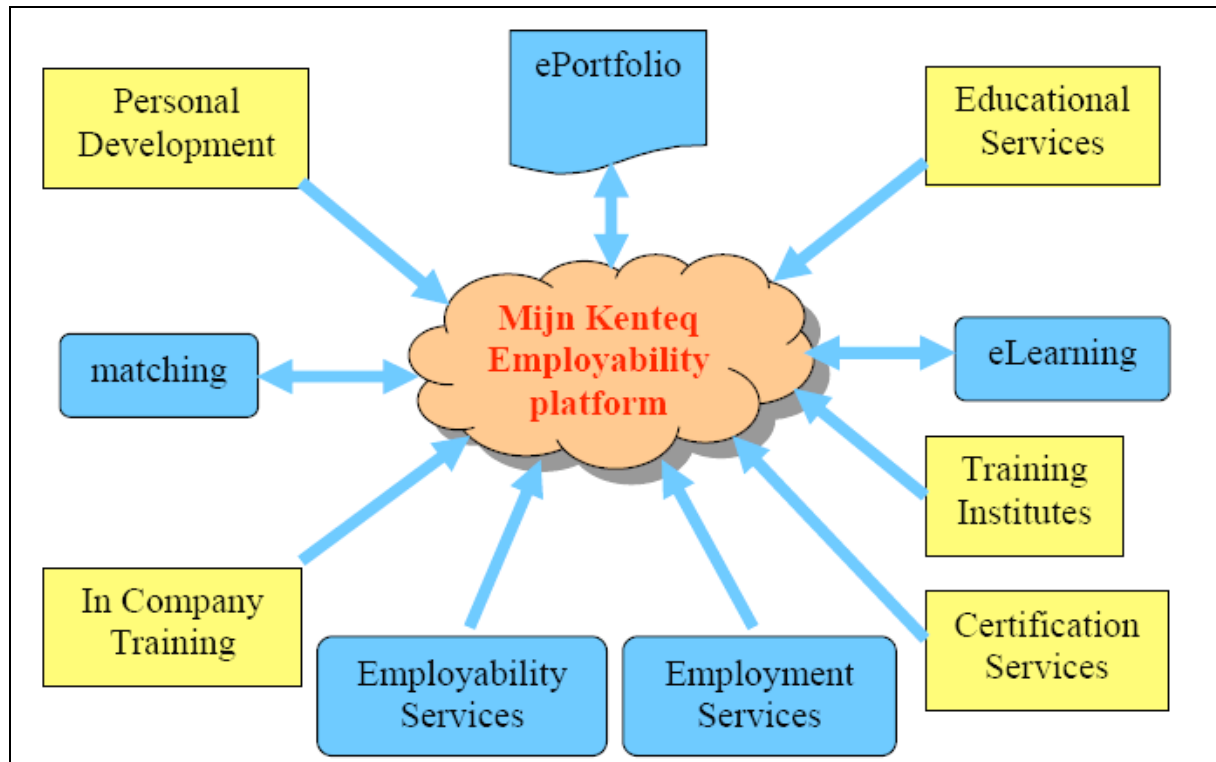 ePortfolio
Personal
Development
Educational
Services
Mijn Kenteq
Employability
platform
matching
eLearning
Training
Institutes
In Company
Training
Certification
Services
Employability
Services
Employment
Services